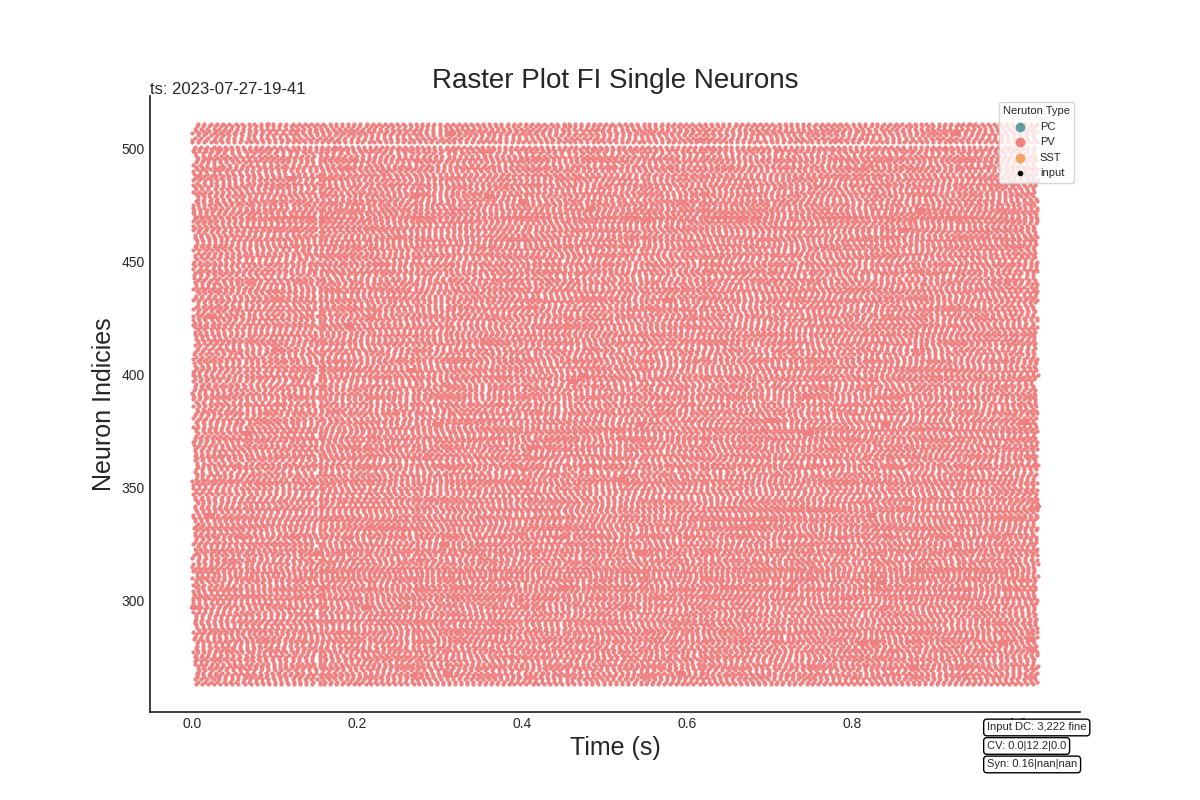 Raster Plot FI Single Neurons
ts: 2023-07-27-19-41
Neruton Type
PC
PV
SST
input
500
450
400
350
300
Neuron Indicies
0.0 0.2 0.4 0.6 0.8
Time (s)
Input DC: 3,222 fine
CV: 0.0|12.2|0.0
Syn: 0.16|nan|nan